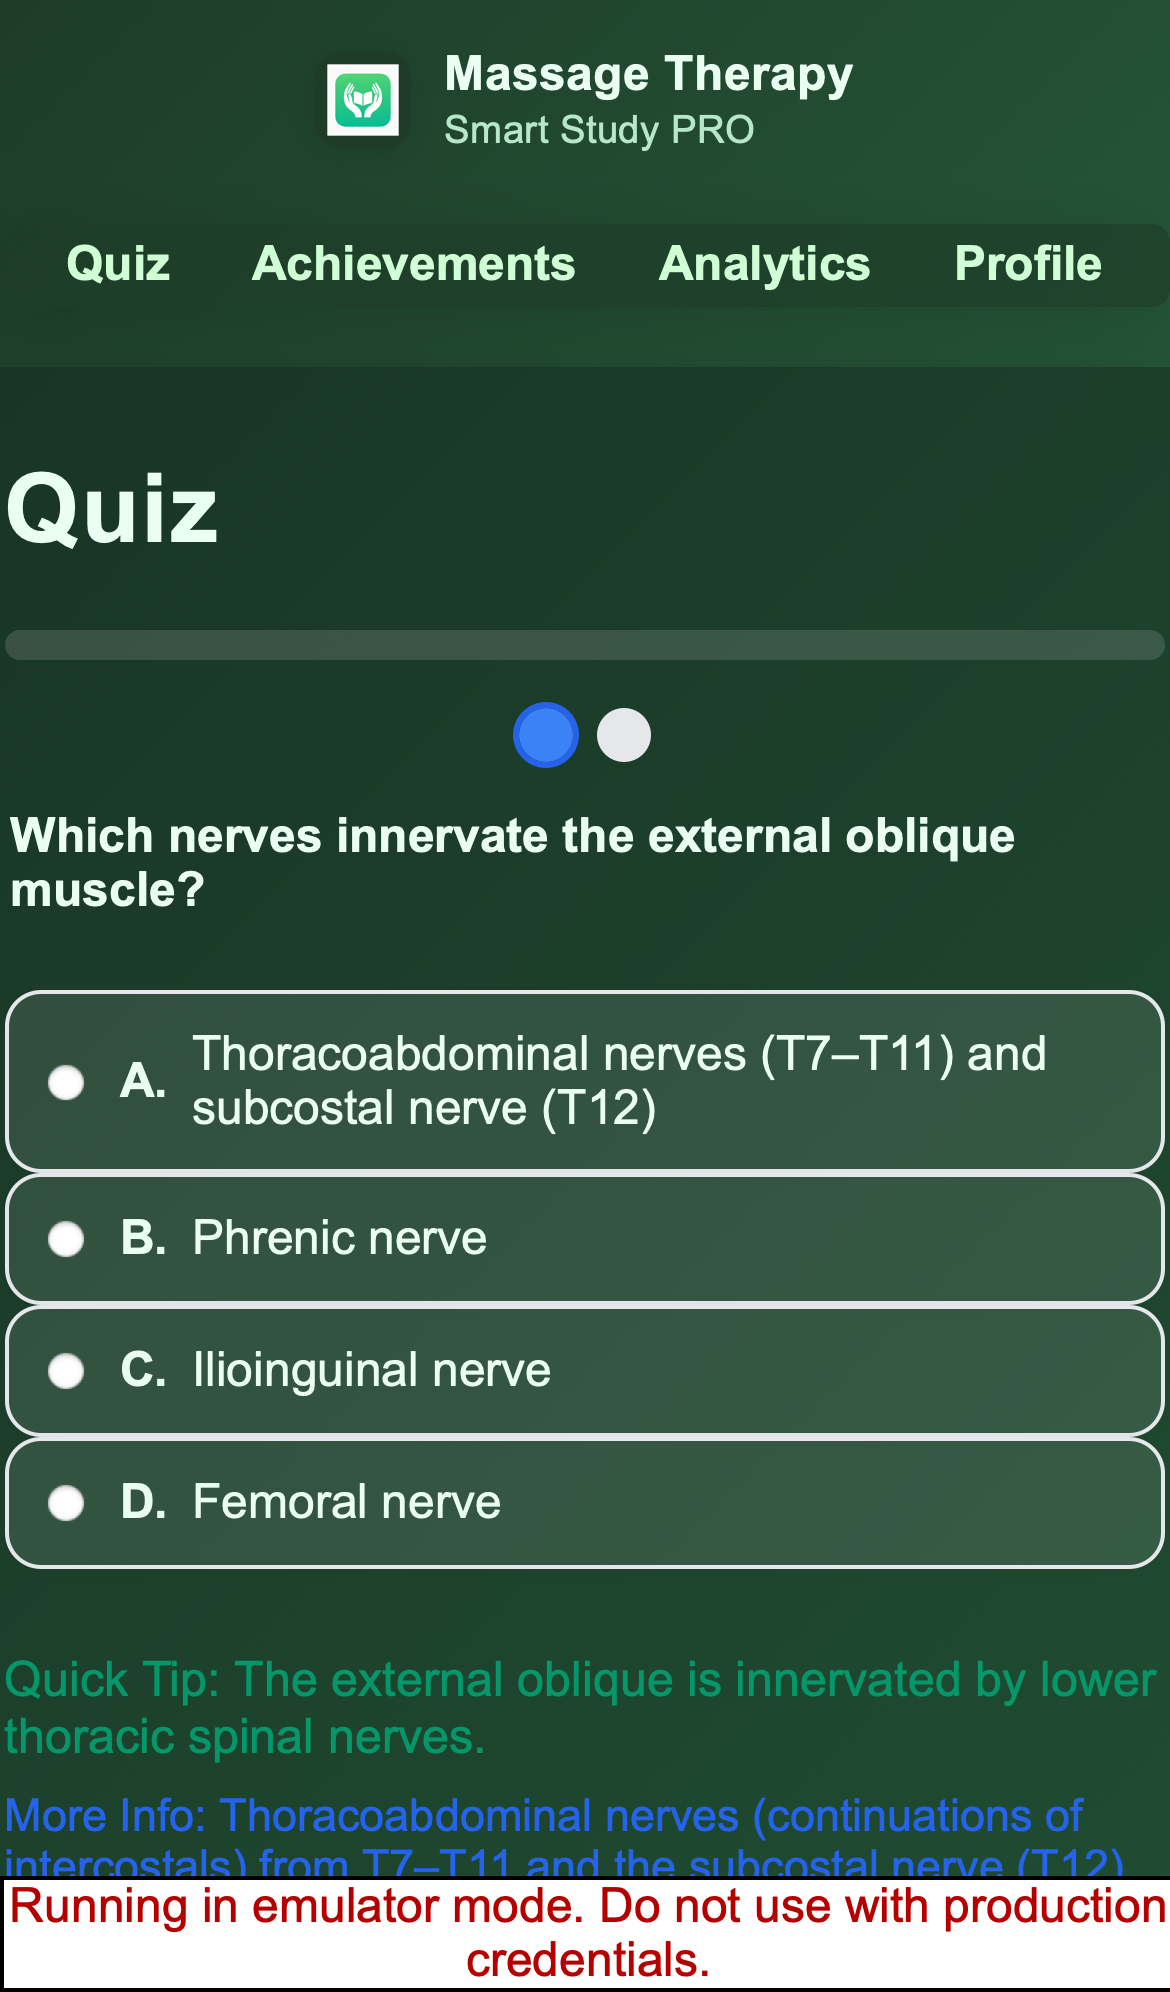 Massage Therapy
Smart Study PRO
Quiz Achievements Analytics Profile
Quiz
Which nerves innervate the external oblique
muscle?
A. Thoracoabdominal nerves (T7–T11) and
subcostal nerve (T12)
B. Phrenic nerve
C. Ilioinguinal nerve
D. Femoral nerve
Quick Tip: The external oblique is innervated by lower
thoracic spinal nerves.
More Info: Thoracoabdominal nerves (continuations of
intercostals) from T7–T11 and the subcostal nerve (T12)
Running in emulator mode. Do not use with production
credentials.